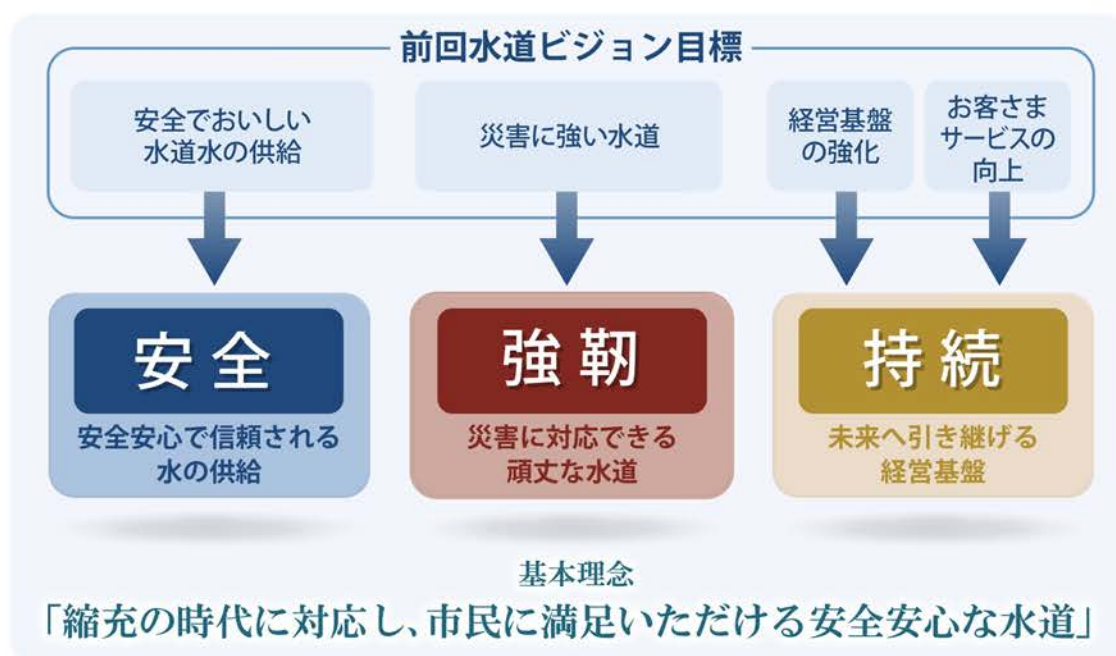 前回水道ビジョン目標
安全でおいしい
水道水の供給
災害に強い水道
経営基盤
の強化
お客さま
サービスの
向上
安全
安全安心で信頼される
水の供給
強靭
災害に対応できる
頑丈な水道
持続
未来へ引き継げる
経営基盤
基本理念
「縮充の時代に対応し、市民に満足いただける安全安心な水道」